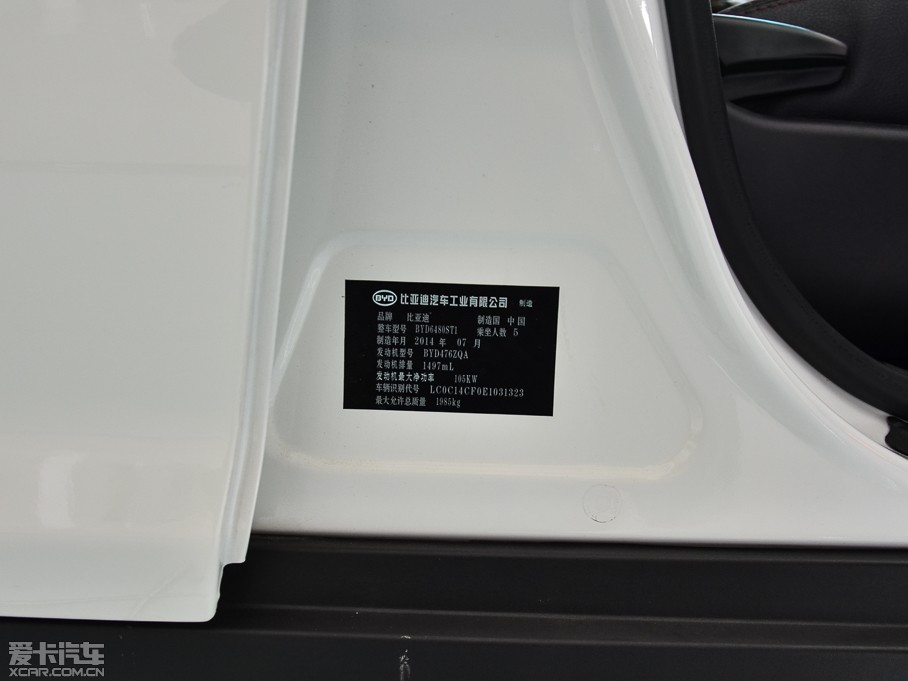 BYD 比亚迪汽车工业有限公司 制造
品牌 比亚迪 制造国 中国
整车型号 BYD6480ST1 乘坐人数 5
制造年月 2014 年 07 月
发动机型号 BYD476ZQA
发动机排量 1497mL
发动机最大净功率 105KW
车辆识别代号 LC0C14CF0E1031323
最大允许总质量 1985kg
爱卡汽车
XCAR.COM.CN